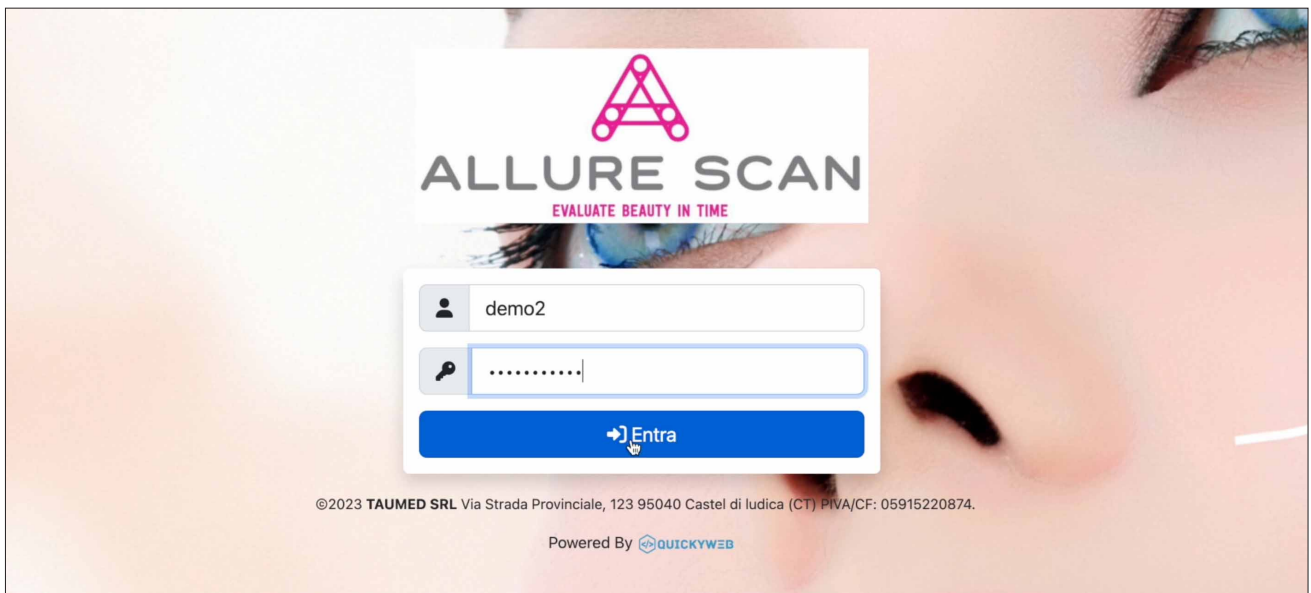 ALLURE SCAN
EVALUATE BEAUTY IN TIME
demo2
•••••••••••
Entra
©2023 TAUMED SRL Via Strada Provinciale, 123 95040 Castel di Iudica (CT) PIVA/CF: 05915220874.
Powered By QUICKYWEB